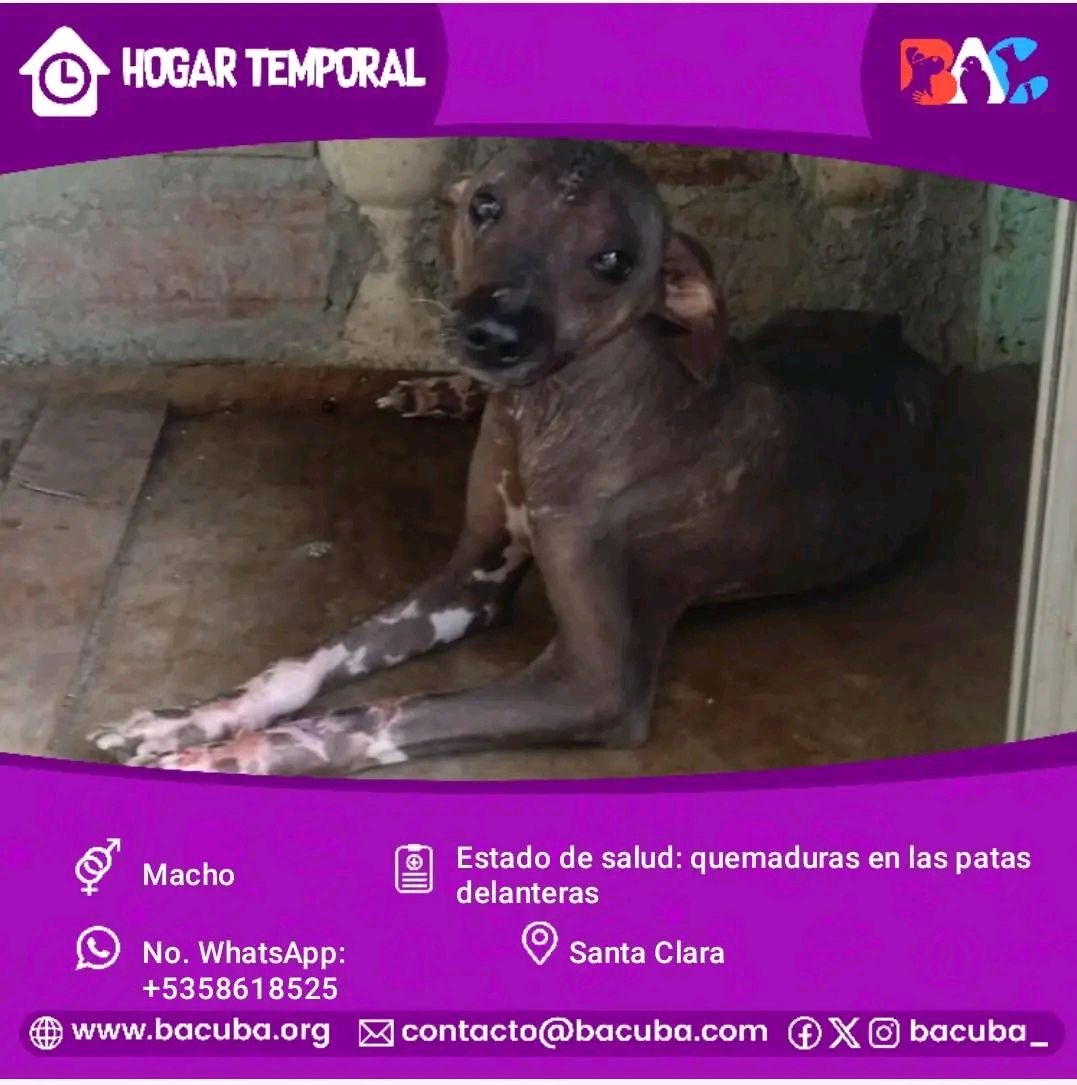 HOGAR TEMPORAL
BAC
Macho
Estado de salud: quemaduras en las patas
delanteras
No. WhatsApp:
+5358618525
Santa Clara
www.bacuba.org contacto@bacuba.com bacuba_